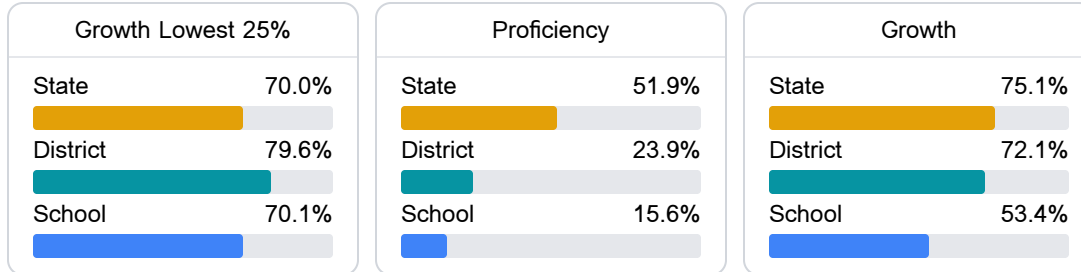 Growth Lowest 25%
State 70.0%
District 79.6%
School 70.1%
Proficiency
State 51.9%
District 23.9%
School 15.6%
Growth
State 75.1%
District 72.1%
School 53.4%